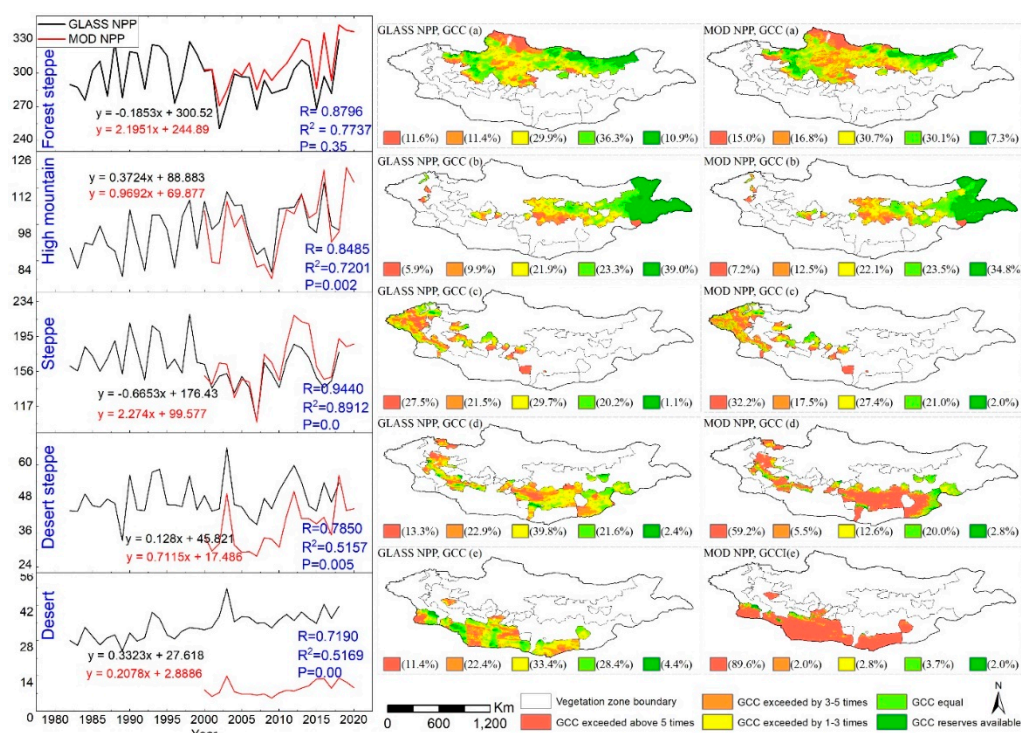 GLASS NPP
MOD NPP
330
300
270
240
Forest steppe
y = -0.1853x + 300.52
y = 2.1951x + 244.89
R= 0.8796
R² = 0.7737
P= 0.35
126
112
98
84
High mountain
y = 0.3724x + 88.883
y = 0.9692x + 69.877
R= 0.8485
R²=0.7201
P=0.002
234
195
156
117
Steppe
y = -0.6653x + 176.43
y = 2.274x + 99.577
R=0.9440
R²=0.8912
P=0.0
60
48
36
24
Desert steppe
y = 0.128x + 45.821
y = 0.7115x + 17.486
R=0.7850
R²=0.5157
P=0.005
56
42
28
14
0
Desert
y = 0.3323x + 27.618
y = 0.2078x + 2.8886
R=0.7190
R²=0.5169
P=0.00
1980 1985 1990 1995 2000 2005 2010 2015 2020
Year
GLASS NPP, GCC (a)
(11.6%) (11.4%) (29.9%) (36.3%) (10.9%)
MOD NPP, GCC (a)
(15.0%) (16.8%) (30.7%) (30.1%) (7.3%)
GLASS NPP, GCC (b)
(5.9%) (9.9%) (21.9%) (23.3%) (39.0%)
MOD NPP, GCC (b)
(7.2%) (12.5%) (22.1%) (23.5%) (34.8%)
GLASS NPP, GCC (c)
(27.5%) (21.5%) (29.7%) (20.2%) (1.1%)
MOD NPP, GCC (c)
(32.2%) (17.5%) (27.4%) (21.0%) (2.0%)
GLASS NPP, GCC (d)
(13.3%) (22.9%) (39.8%) (21.6%) (2.4%)
MOD NPP, GCC (d)
(59.2%) (5.5%) (12.6%) (20.0%) (2.8%)
GLASS NPP, GCC (e)
(11.4%) (22.4%) (33.4%) (28.4%) (4.4%)
MOD NPP, GCCI(e)
(89.6%) (2.0%) (2.8%) (3.7%) (2.0%)
Km
0 600 1,200
Vegetation zone boundary
GCC exceeded above 5 times
GCC exceeded by 3-5 times
GCC exceeded by 1-3 times
GCC equal
GCC reserves available
N